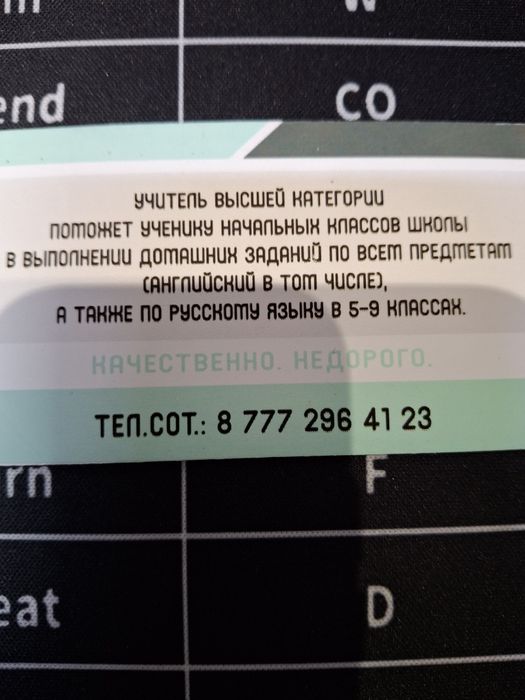 W
end
CO
УЧИТЕЛЬ ВЫСШЕЙ КАТЕГОРИИ
ПОМОЖЕТ УЧЕНИКУ НАЧАЛЬНЫХ КЛАССОВ ШКОЛЫ
В ВЫПОЛНЕНИИ ДОМАШНИХ ЗАДАНИЙ ПО ВСЕМ ПРЕДМЕТАМ
(АНГЛИЙСКИЙ В ТОМ ЧИСЛЕ),
А ТАКЖЕ ПО РУССКОМУ ЯЗЫКУ В 5-9 КЛАССАХ.
КАЧЕСТВЕННО. НЕДОРОГО.
ТЕЛ.СОТ.: 8 777 296 41 23
rn
F
eat
D